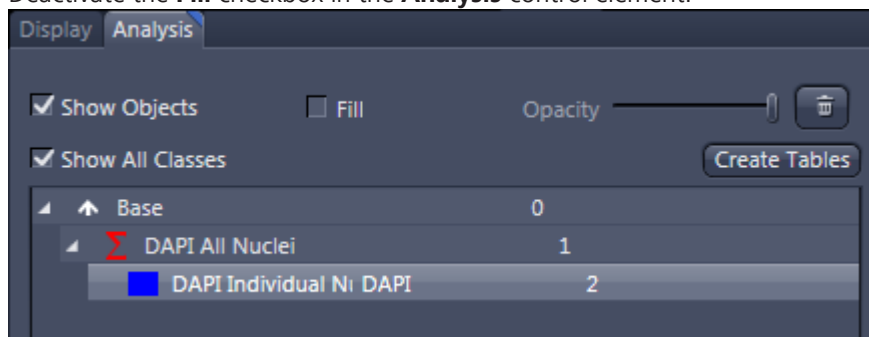 Deactivate the Fill checkbox in the Analysis control element.
Display Analysis
Show Objects Fill Opacity
Show All Classes Create Tables
Base 0
DAPI All Nuclei 1
DAPI Individual Nu DAPI 2